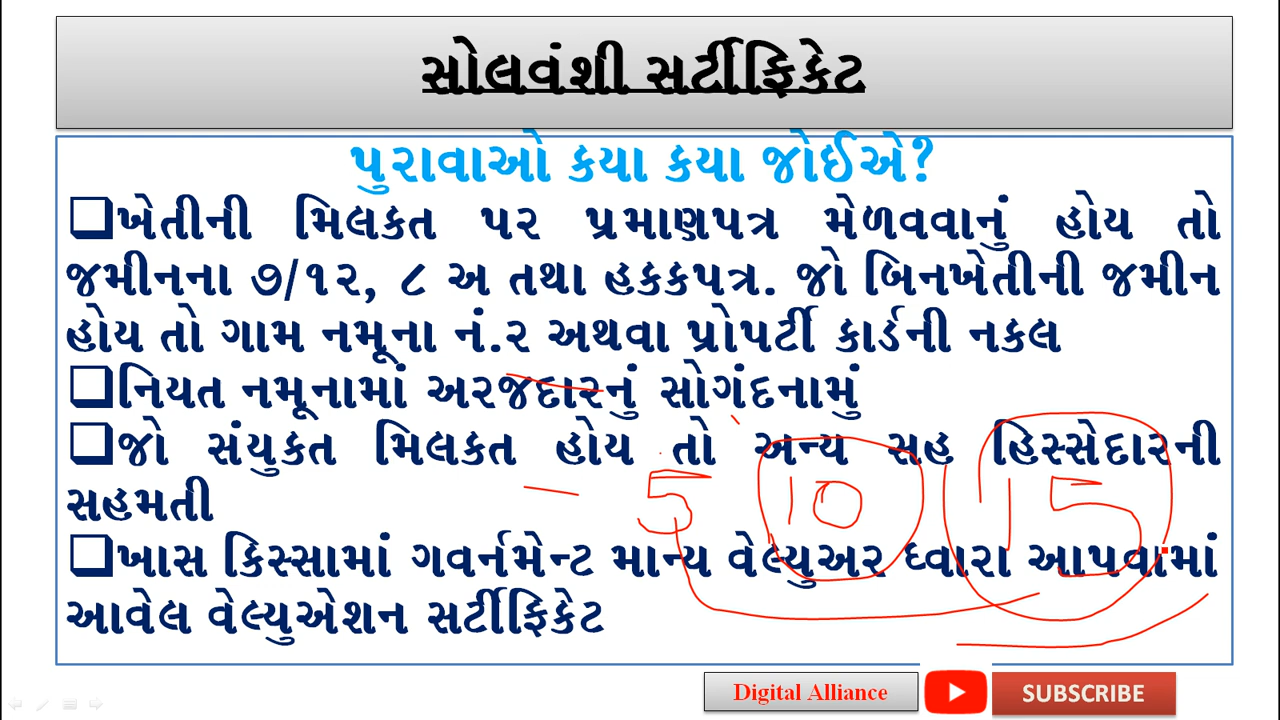 સોલવંશી સર્ટીફિકેટ
પુરાવાઓ કયા કયા જોઈએ?
❑ખેતીની મિલકત પર પ્રમાણપત્ર મેળવવાનું હોય તો
જમીનના ૭/૧૨, ૮ અ તથા હકકપત્ર. જો બિનખેતીની જમીન
હોય તો ગામ નમૂના નં.૨ અથવા પ્રોપર્ટી કાર્ડની નકલ
❑નિયત નમૂનામાં અરજદારનું સોગંદનામું
❑જો સંયુકત મિલકત હોય તો અન્ય સહ હિસ્સેદારની
સહમતી
5 10 15
❑ખાસ કિસ્સામાં ગવર્નમેન્ટ માન્ય વેલ્યુઅર ધ્વારા આપવામાં
આવેલ વેલ્યુએશન સર્ટીફિકેટ
Digital Alliance
SUBSCRIBE